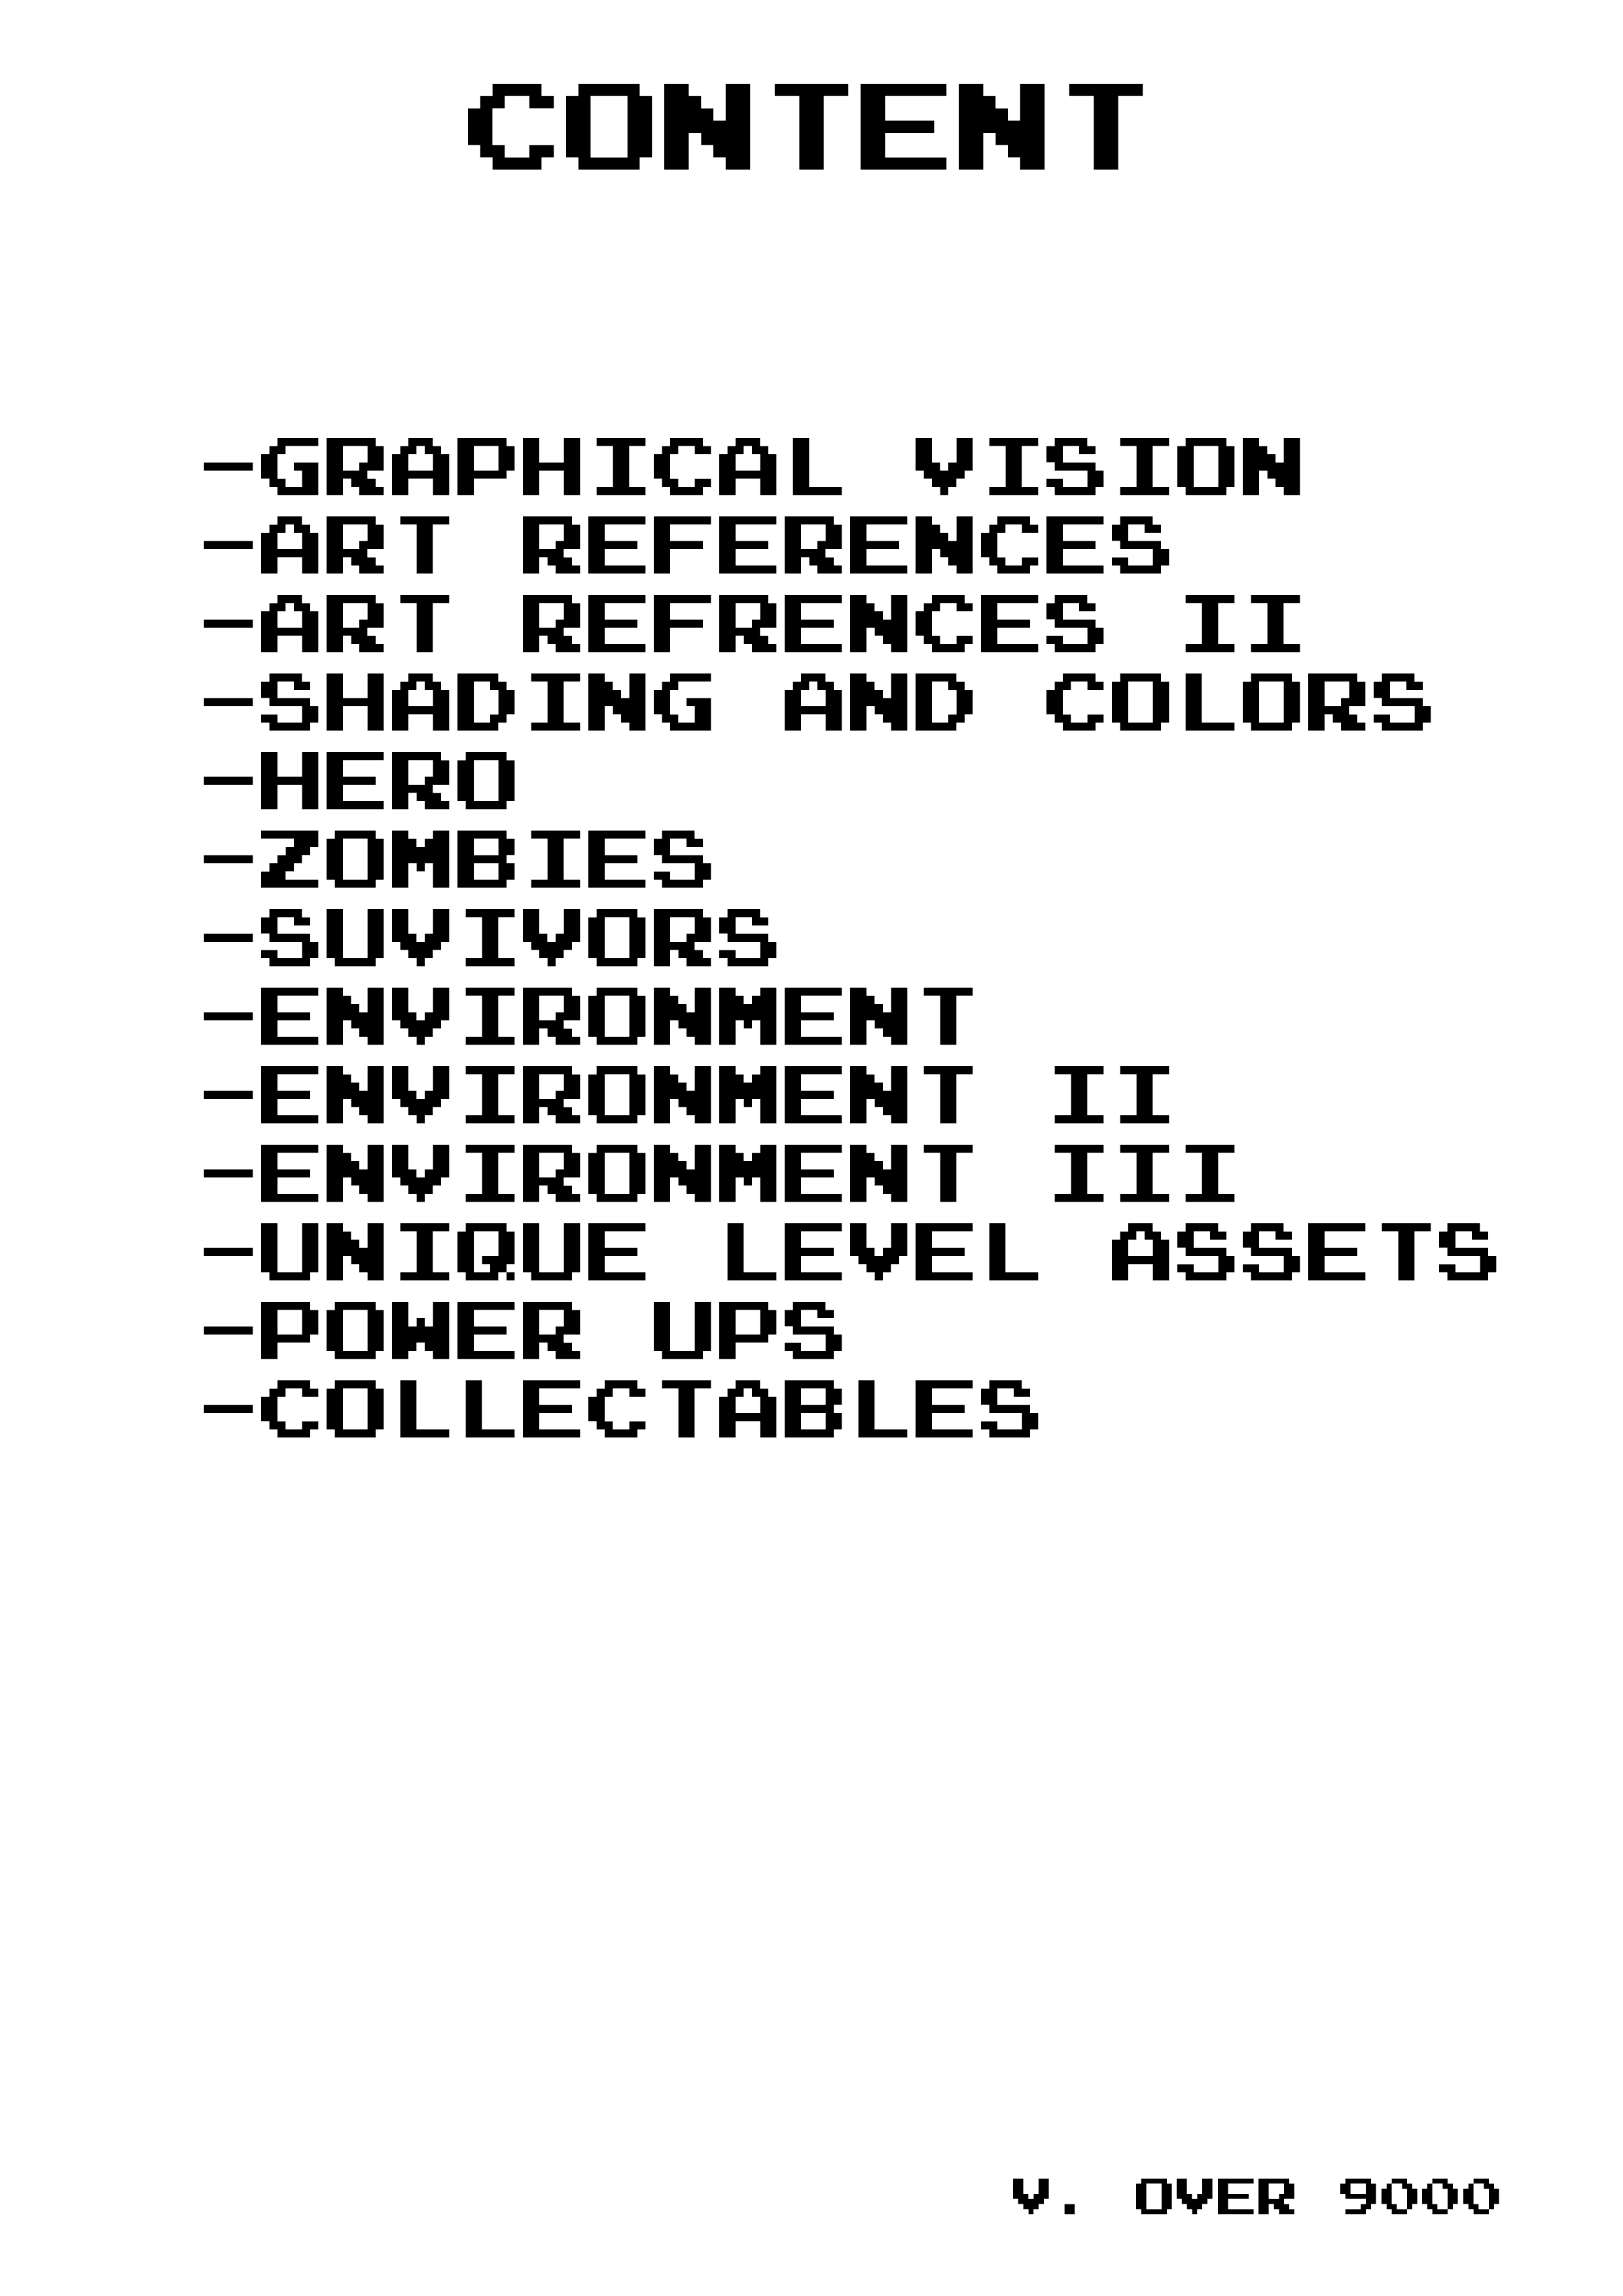 CONTENT
-GRAPHICAL VISION
-ART REFERENCES
-ART REFRENCES II
-SHADING AND COLORS
-HERO
-ZOMBIES
-SUVIVORS
-ENVIRONMENT
-ENVIRONMENT II
-ENVIRONMENT III
-UNIQUE LEVEL ASSETS
-POWER UPS
-COLLECTABLES
V. OVER 9000